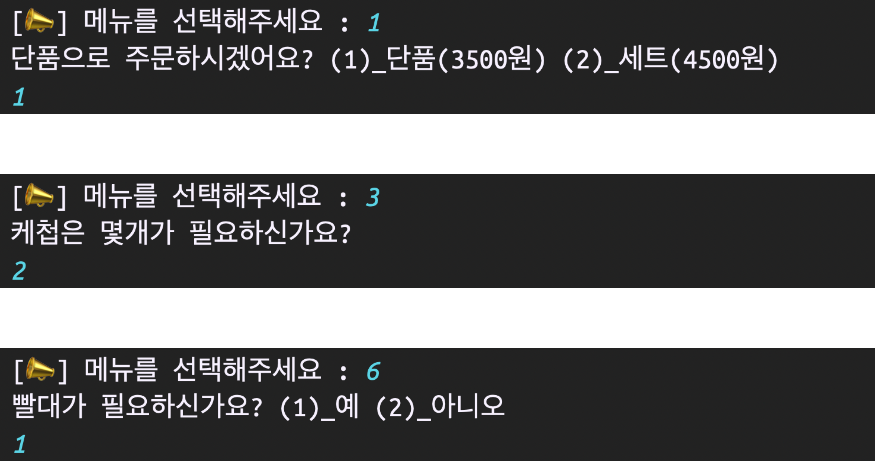 [📣] 메뉴를 선택해주세요 : 1
단품으로 주문하시겠어요? (1)_단품(3500원) (2)_세트(4500원)
1
[📣] 메뉴를 선택해주세요 : 3
케첩은 몇개가 필요하신가요?
2
[📣] 메뉴를 선택해주세요 : 6
빨대가 필요하신가요? (1)_예 (2)_아니오
1